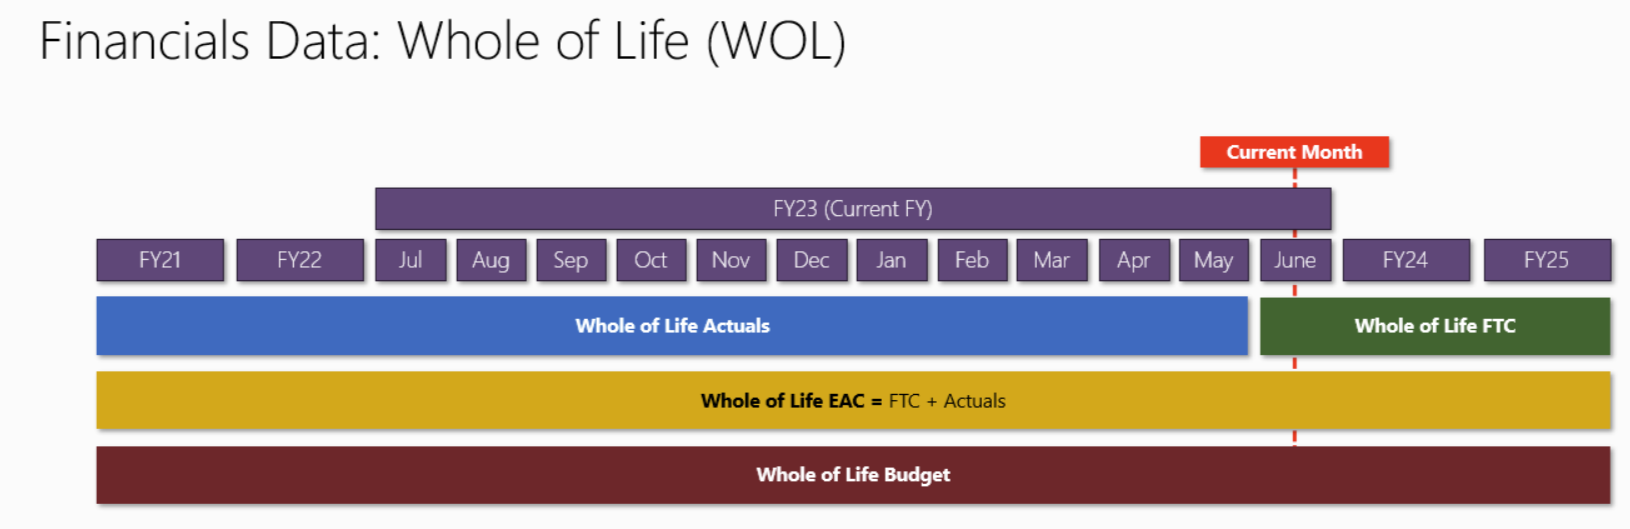 Financials Data: Whole of Life (WOL)
Current Month
FY23 (Current FY)
FY21 FY22 Jul Aug Sep Oct Nov Dec Jan Feb Mar Apr May June FY24 FY25
Whole of Life Actuals Whole of Life FTC
Whole of Life EAC = FTC + Actuals
Whole of Life Budget